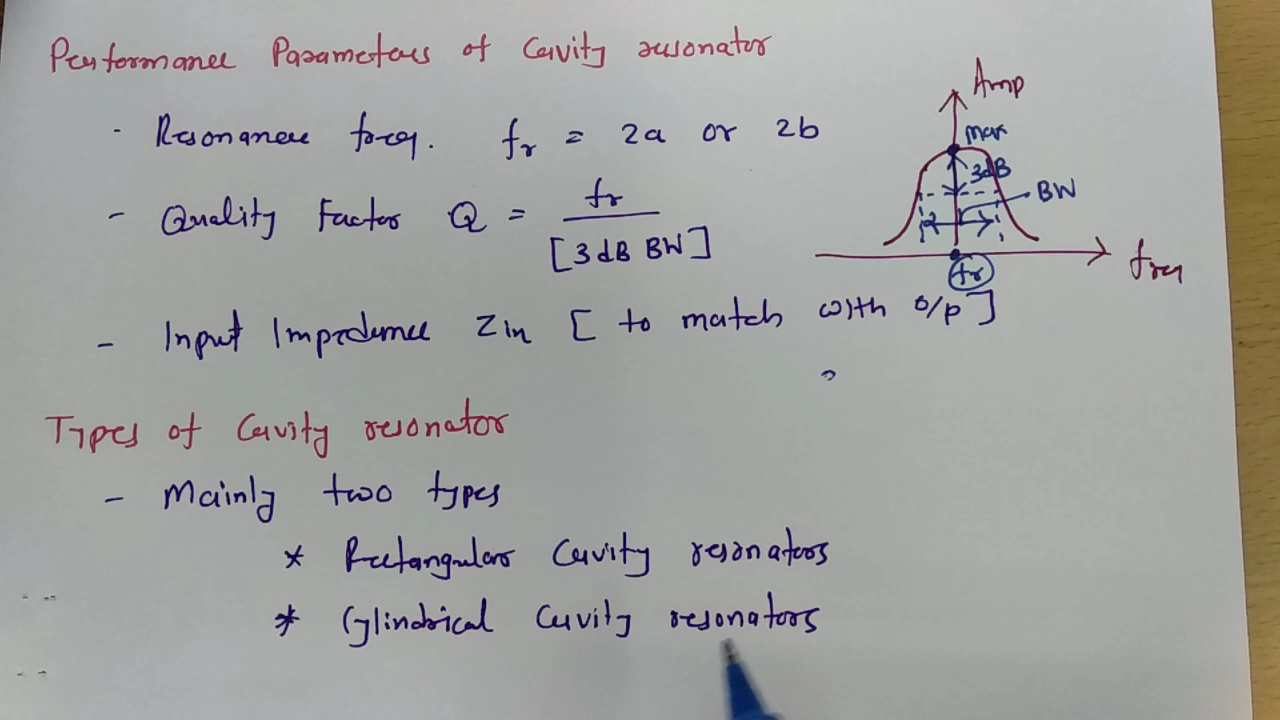 Performance Parameters of Cavity resonator
· Resonance freq. fr = 2a or 2b
- Quality Factor Q = fr / [3dB BW]
- Input Impedance Zin [to match with o/p]
Amp
max
3dB
BW
fr
freq
Types of Cavity resonator
- Mainly two types
* Rectangular Cavity resonators
* Cylindrical Cavity resonators